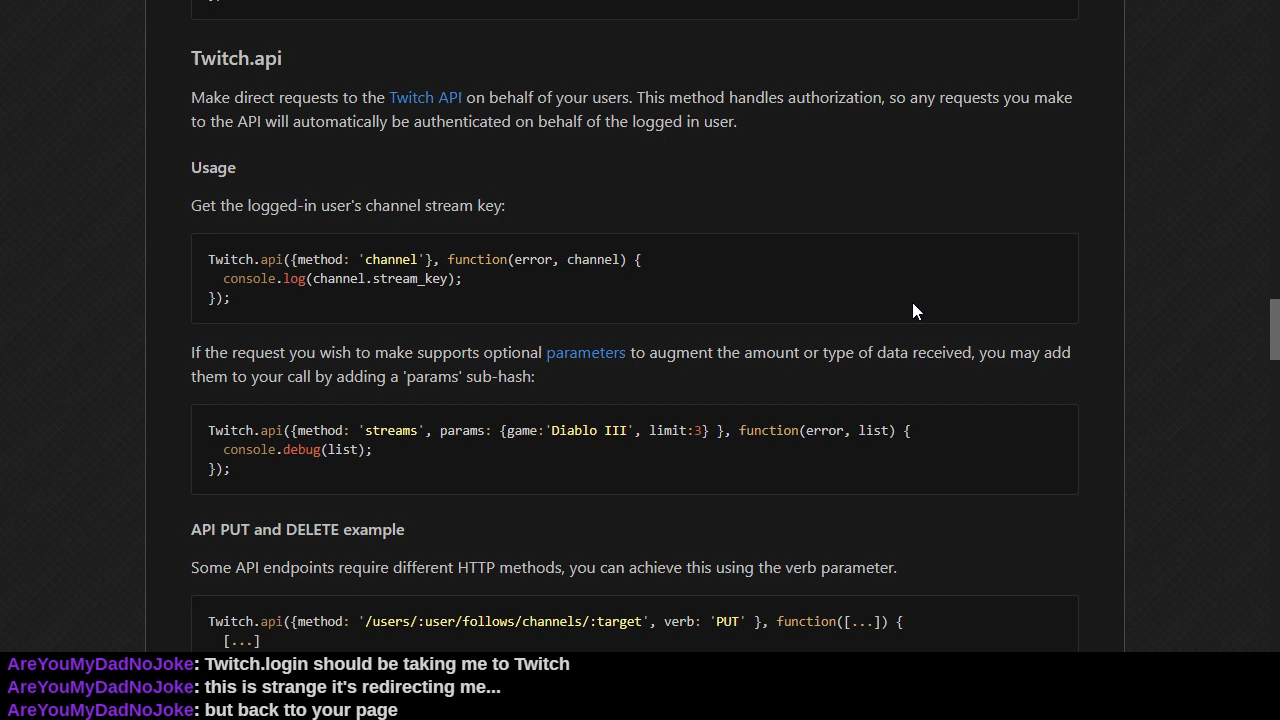 Twitch.api
Make direct requests to the Twitch API on behalf of your users. This method handles authorization, so any requests you make
to the API will automatically be authenticated on behalf of the logged in user.
Usage
Get the logged-in user's channel stream key:
Twitch.api({method: 'channel'}, function(error, channel) {
  console.log(channel.stream_key);
});
If the request you wish to make supports optional parameters to augment the amount or type of data received, you may add
them to your call by adding a 'params' sub-hash:
Twitch.api({method: 'streams', params: {game:'Diablo III', limit:3} }, function(error, list) {
  console.debug(list);
});
API PUT and DELETE example
Some API endpoints require different HTTP methods, you can achieve this using the verb parameter.
Twitch.api({method: '/users/:user/follows/channels/:target', verb: 'PUT' }, function([...]) {
  [...]
AreYouMyDadNoJoke: Twitch.login should be taking me to Twitch
AreYouMyDadNoJoke: this is strange it's redirecting me...
AreYouMyDadNoJoke: but back tto your page